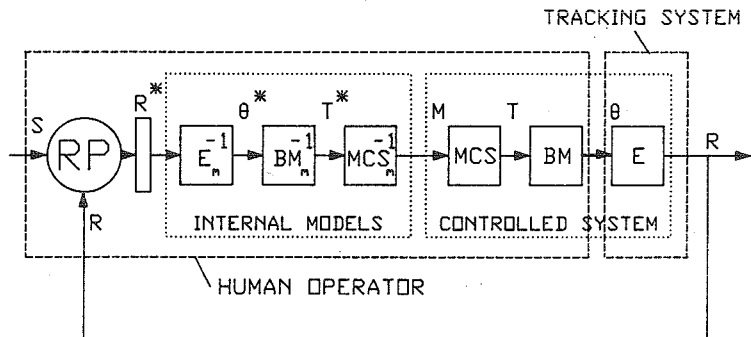 TRACKING SYSTEM
S
RP
R*
θ*
T*
M
T
θ
R
E_m^-1
BM_m^-1
MCS_m^-1
MCS
BM
E
R
INTERNAL MODELS
CONTROLLED SYSTEM
HUMAN OPERATOR